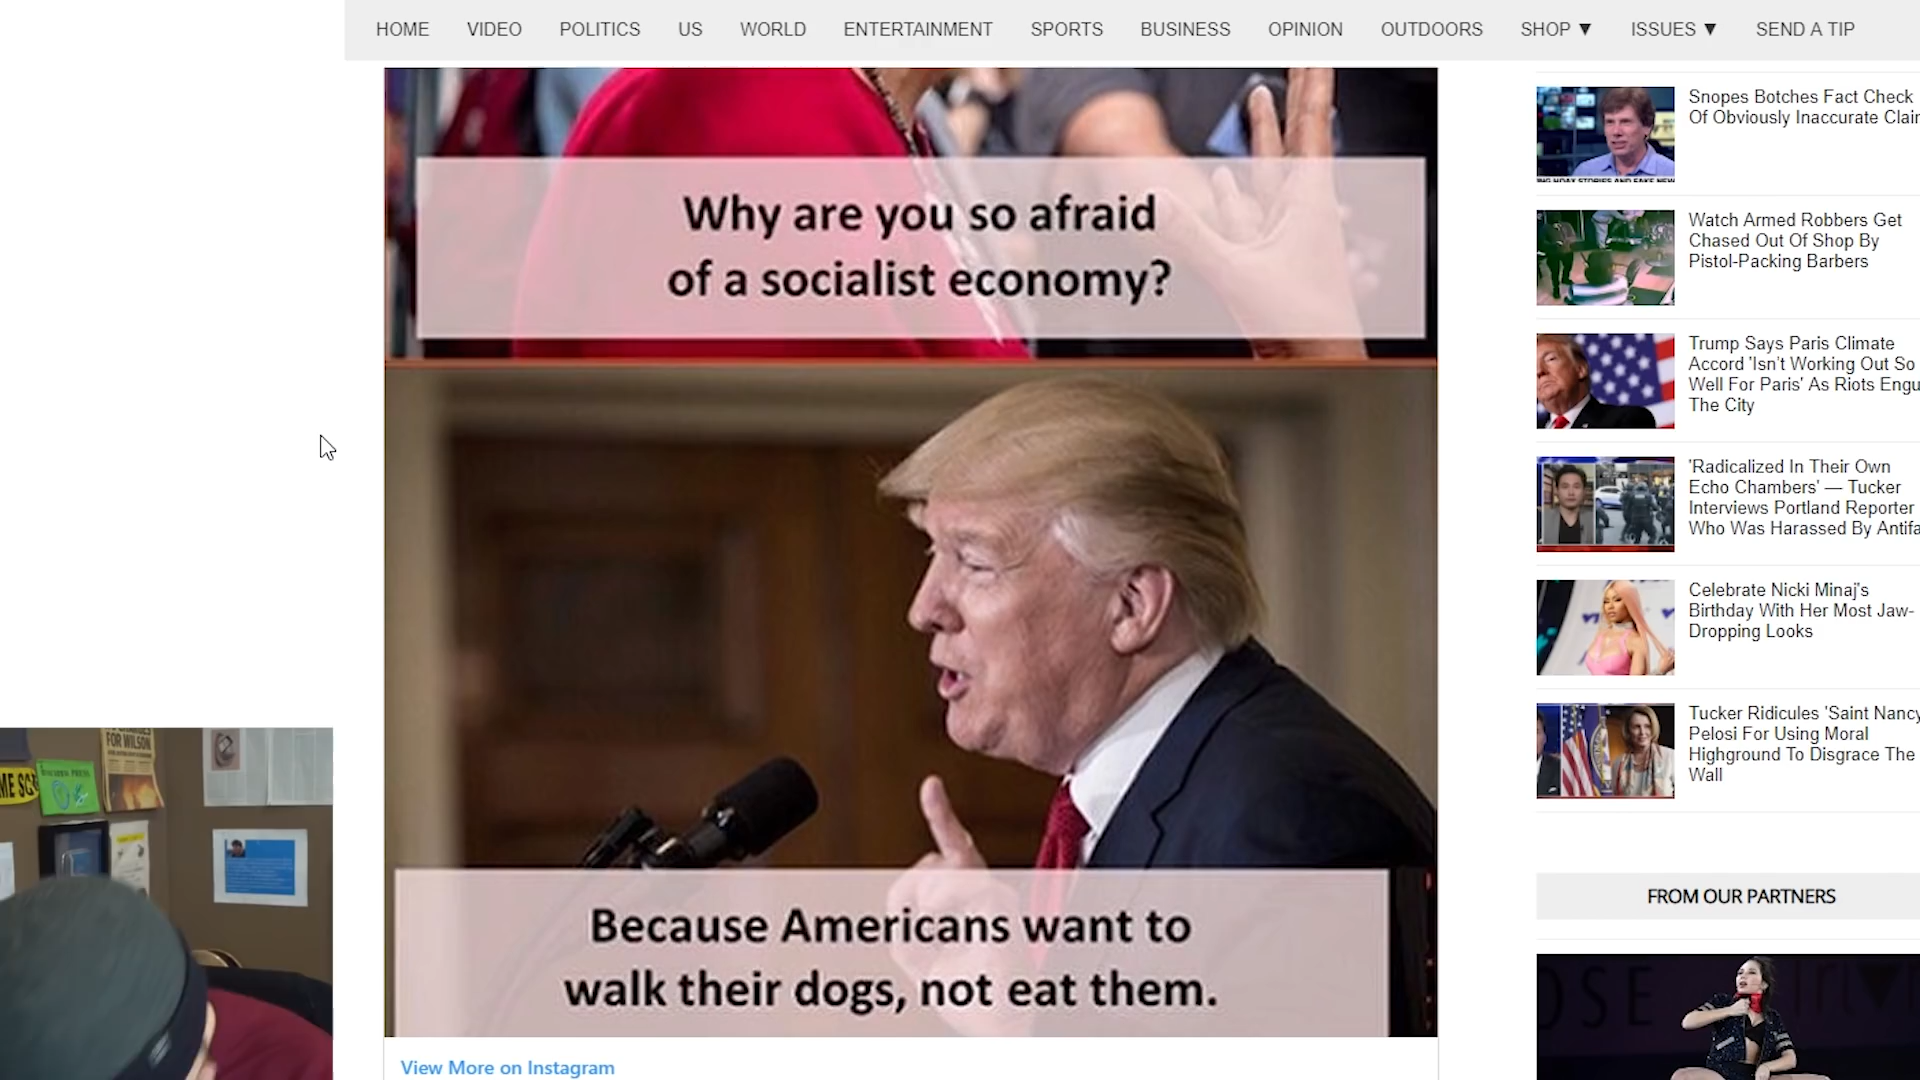 HOME VIDEO POLITICS US WORLD ENTERTAINMENT SPORTS BUSINESS OPINION OUTDOORS SHOP ▼ ISSUES ▼ SEND A TIP
Why are you so afraid
of a socialist economy?
Because Americans want to
walk their dogs, not eat them.
View More on Instagram
Snopes Botches Fact Check
Of Obviously Inaccurate
Watch Armed Robbers Get
Chased Out Of Shop By
Pistol-Packing Barbers
Trump Says Paris Climate
Accord 'Isn't Working Out So
Well For Paris' As Riots
The City
'Radicalized In Their Own
Echo Chambers' — Tucker
Interviews Portland Reporter
Who Was Harassed By Antifa
Celebrate Nicki Minaj's
Birthday With Her Most Jaw-
Dropping Looks
Tucker Ridicules 'Saint Nancy
Pelosi For Using Moral
Highground To Disgrace The
Wall
FROM OUR PARTNERS
FOR WILSON